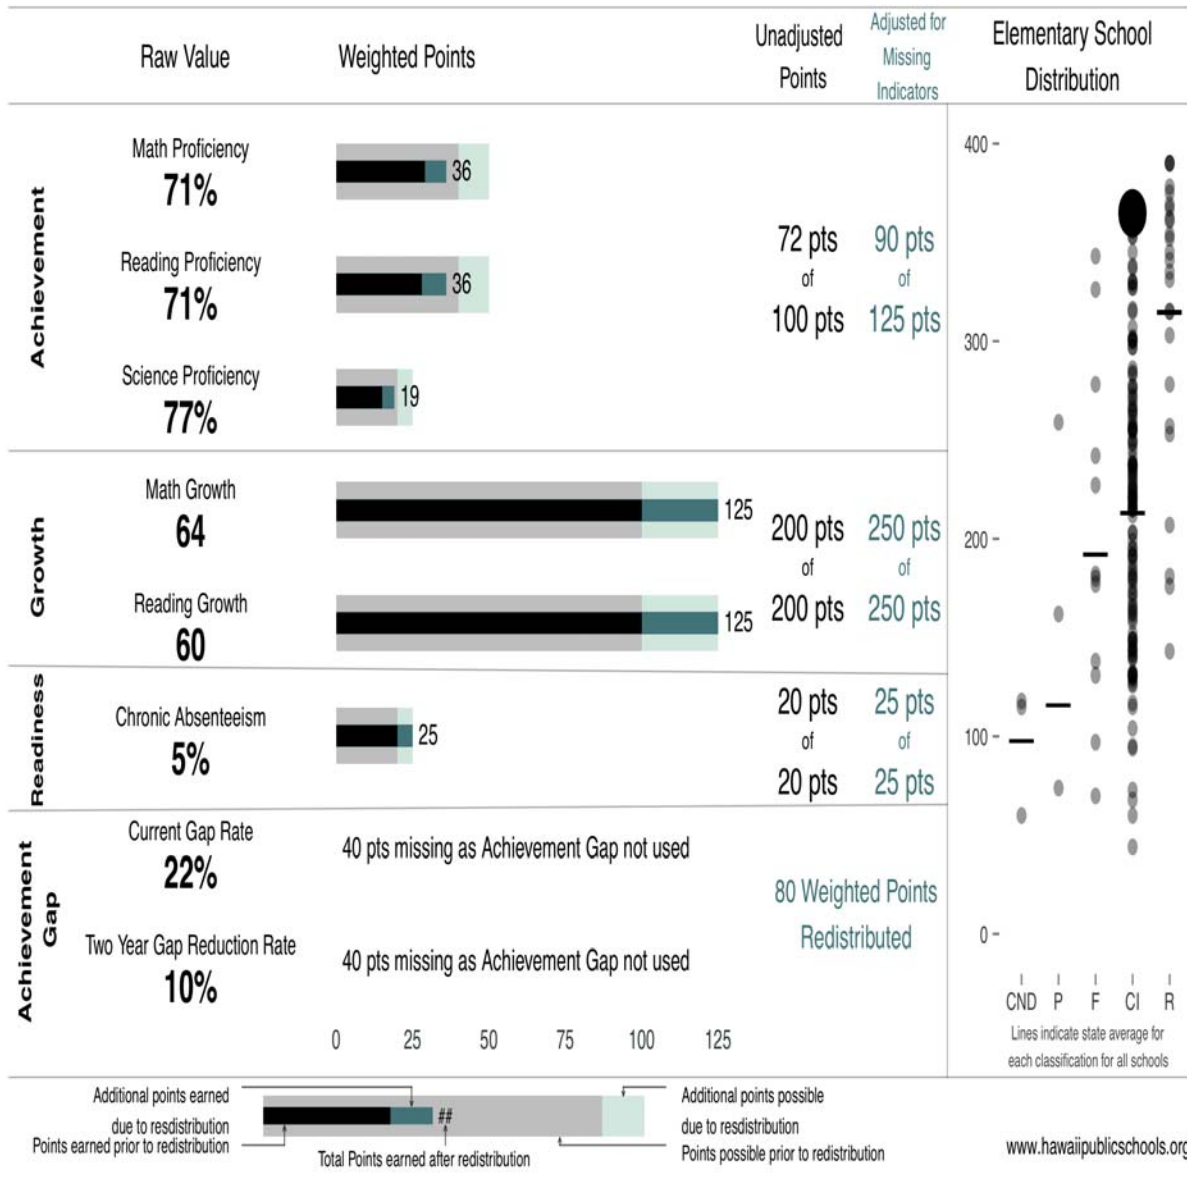 Raw Value
Weighted Points
Unadjusted
Points
Adjusted for
Missing
Indicators
Elementary School
Distribution
Achievement
Math Proficiency
71%
36
Reading Proficiency
71%
36
Science Proficiency
77%
19
72 pts
of
100 pts
90 pts
of
125 pts
Growth
Math Growth
64
125
Reading Growth
60
125
200 pts
of
200 pts
250 pts
of
250 pts
Readiness
Chronic Absenteeism
5%
25
20 pts
of
20 pts
25 pts
of
25 pts
Achievement
Gap
Current Gap Rate
22%
40 pts missing as Achievement Gap not used
Two Year Gap Reduction Rate
10%
40 pts missing as Achievement Gap not used
80 Weighted Points
Redistributed
0 25 50 75 100 125
400
300
200
100
0
CND P F CI R
Lines indicate state average for
each classification for all schools
Additional points earned
due to resdistribution
Points earned prior to redistribution
##
Total Points earned after redistribution
Additional points possible
due to resdistribution
Points possible prior to redistribution
www.hawaiipublicschools.org